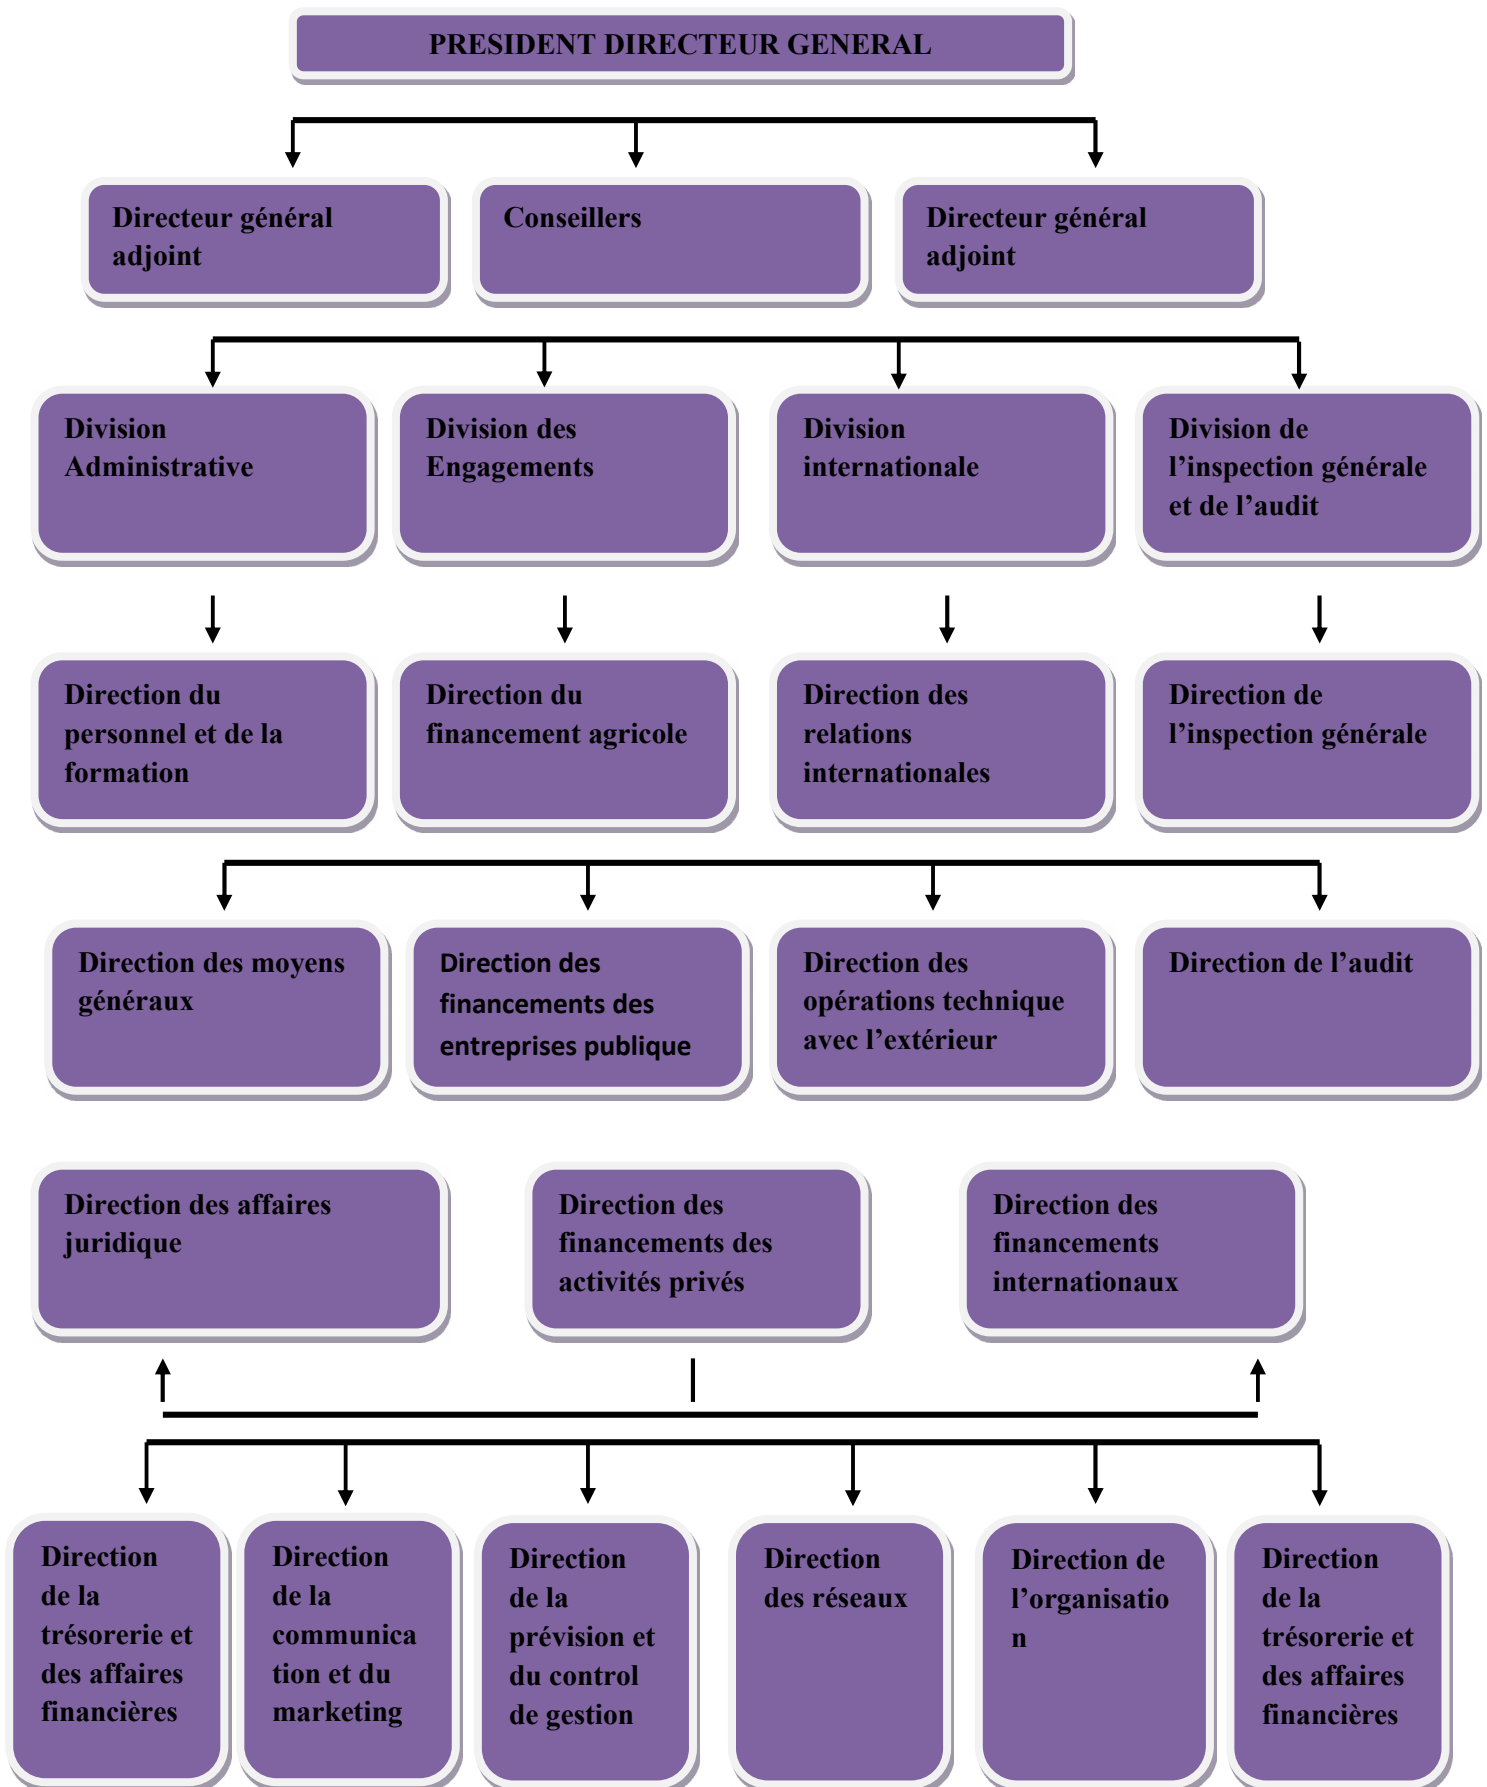 PRESIDENT DIRECTEUR GENERAL
Directeur général
adjoint
Conseillers
Directeur général
adjoint
Division
Administrative
Division des
Engagements
Division
internationale
Division de
l’inspection générale
et de l’audit
Direction du
personnel et de la
formation
Direction du
financement agricole
Direction des
relations
internationales
Direction de
l’inspection générale
Direction des moyens
généraux
Direction des
financements des
entreprises publique
Direction des
opérations technique
avec l’extérieur
Direction de l’audit
Direction des affaires
juridique
Direction des
financements des
activités privés
Direction des
financements
internationaux
Direction
de la
trésorerie et
des affaires
financières
Direction
de la
communica
tion et du
marketing
Direction
de la
prévision et
du control
de gestion
Direction
des réseaux
Direction de
l’organisatio
n
Direction
de la
trésorerie et
des affaires
financières